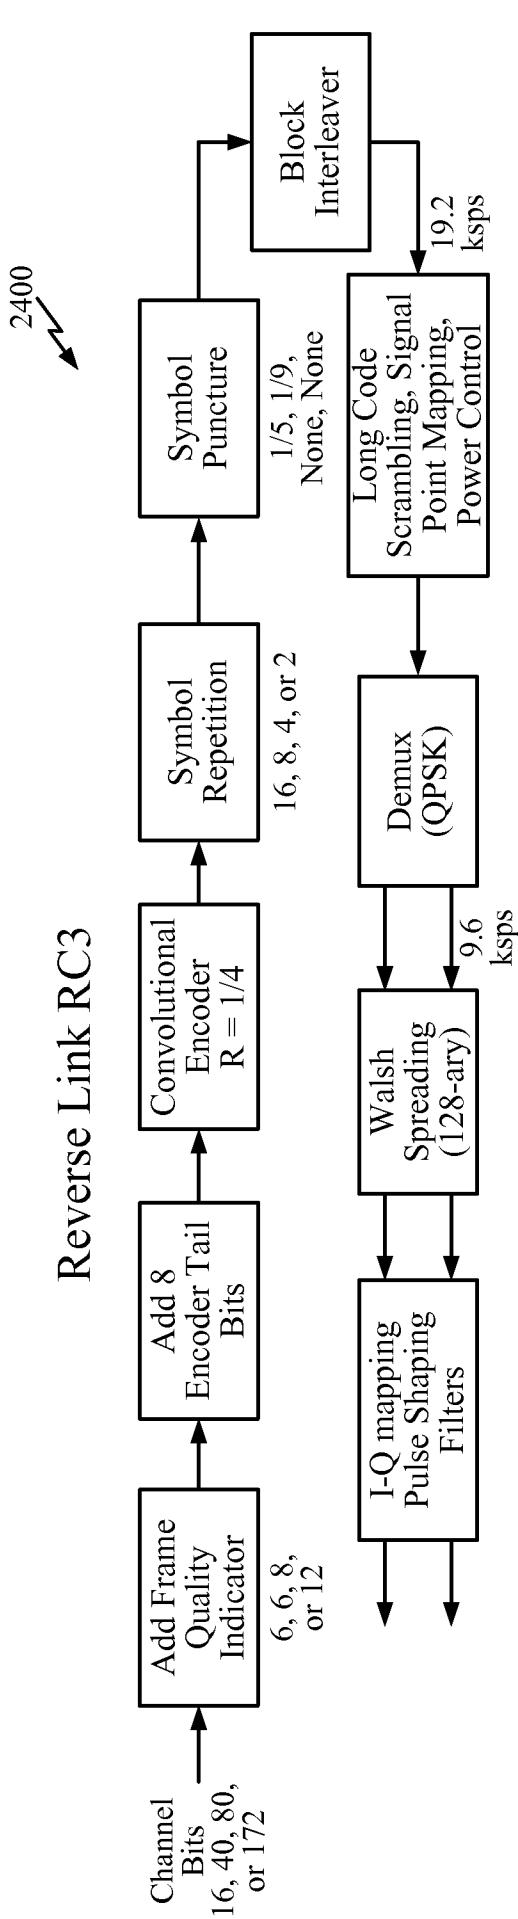 2400
Reverse Link RC3
Channel
Bits
16, 40, 80,
or 172
Add Frame
Quality
Indicator
6, 6, 8,
or 12
Add 8
Encoder Tail
Bits
Convolutional
Encoder
R = 1/4
Symbol
Repetition
16, 8, 4, or 2
Symbol
Puncture
1/5, 1/9,
None, None
Block
Interleaver
19.2
ksps
Long Code
Scrambling, Signal
Point Mapping,
Power Control
Demux
(QPSK)
9.6
ksps
Walsh
Spreading
(128-ary)
I-Q mapping
Pulse Shaping
Filters